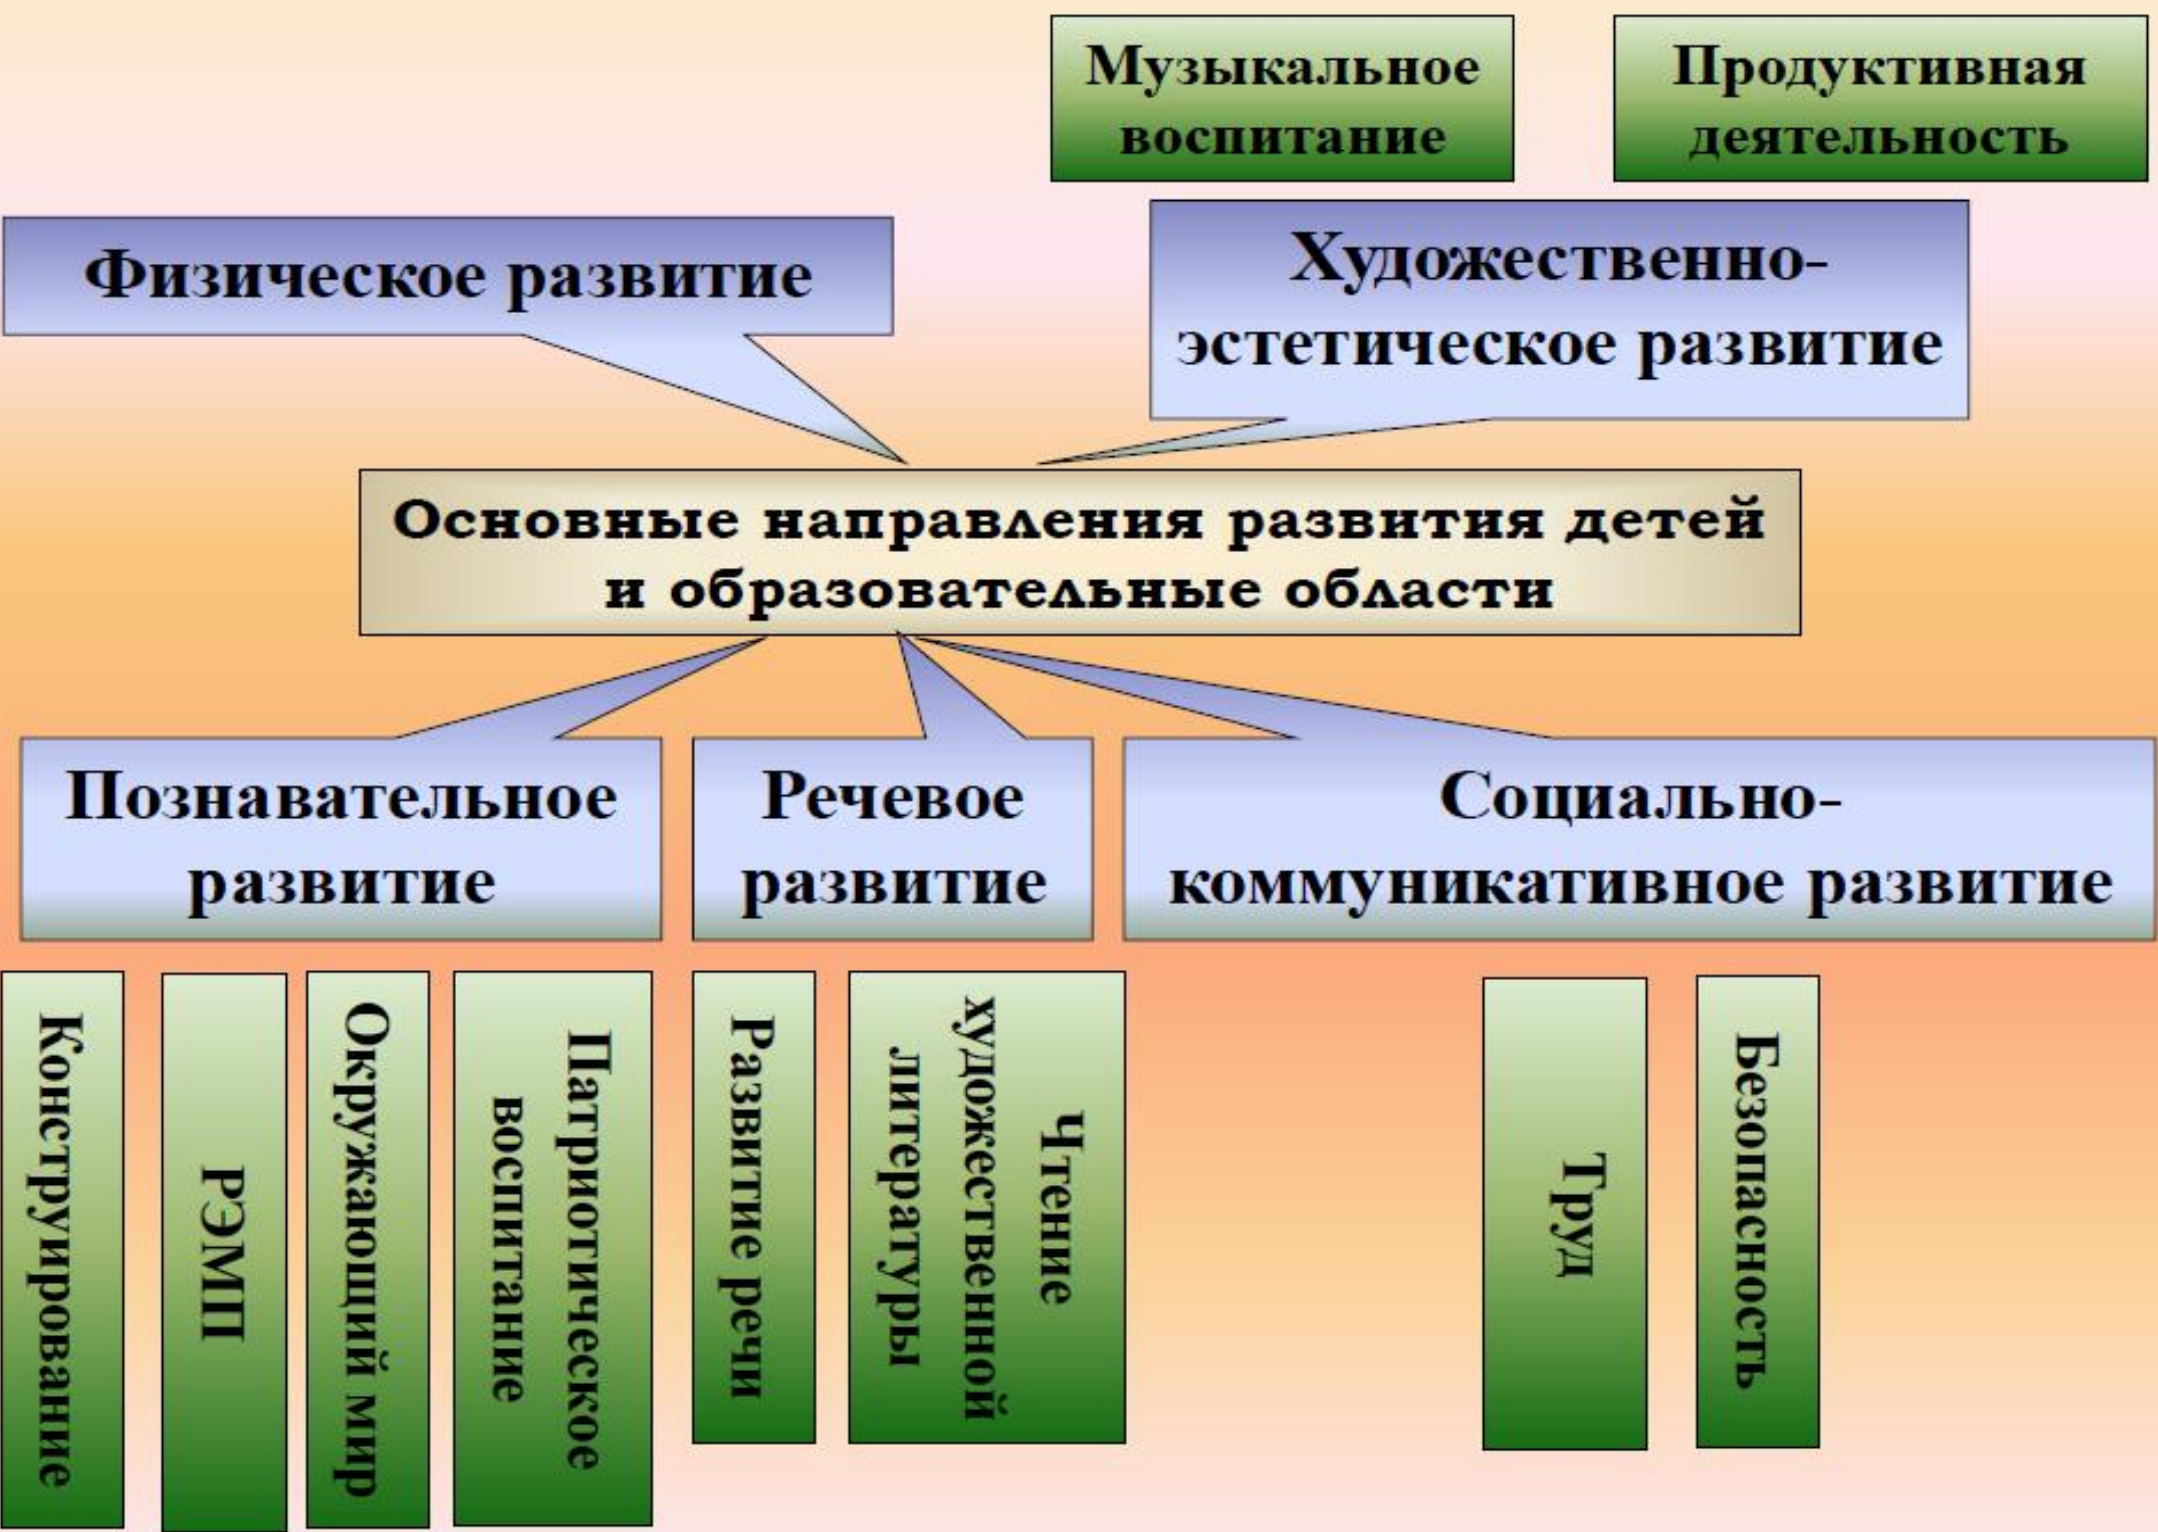 Музыкальное
воспитание
Продуктивная
деятельность
Физическое развитие
Художественно-
эстетическое развитие
Основные направления развития детей
и образовательные области
Познавательное
развитие
Речевое
развитие
Социально-
коммуникативное развитие
Конструирование
РЭМП
Окружающий мир
Патриотическое
воспитание
Развитие речи
Чтение
художественной
литературы
Труд
Безопасность